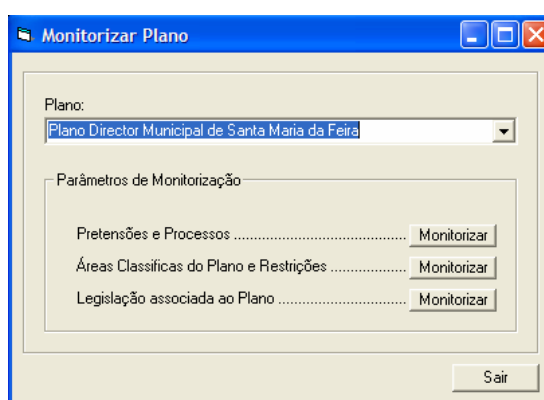 Monitorizar Plano
Plano:
Plano Director Municipal de Santa Maria da Feira
Parâmetros de Monitorização
Pretensões e Processos ........................................ Monitorizar
Áreas Classificas do Plano e Restrições ................. Monitorizar
Legislação associada ao Plano ............................. Monitorizar
Sair